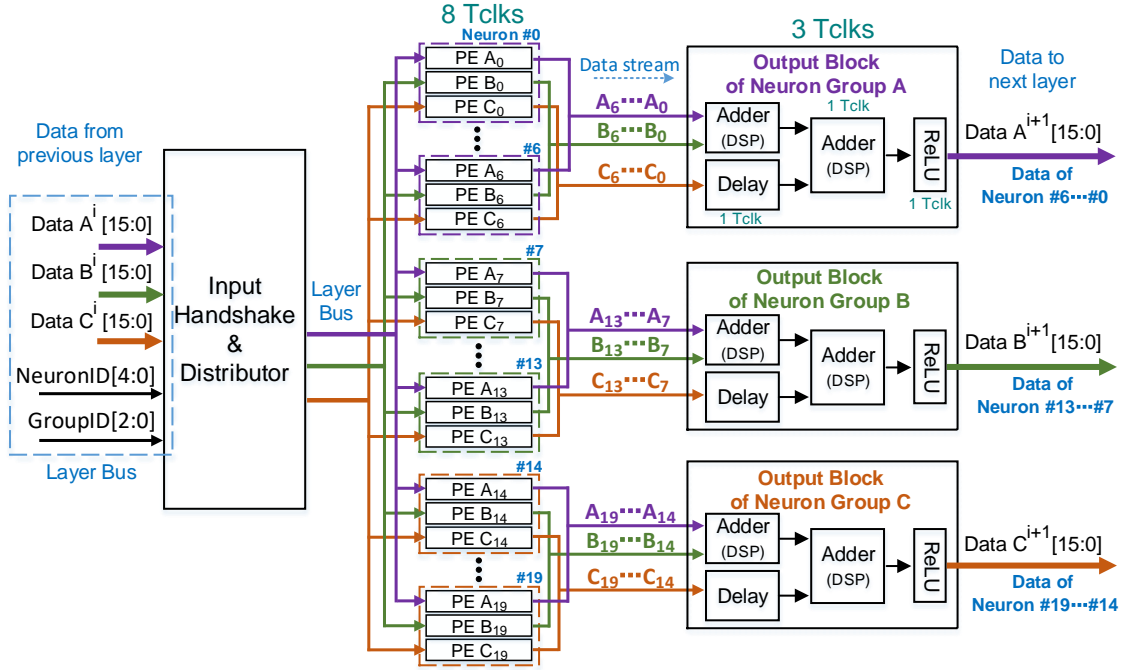 8 Tclks
Neuron #0
PE A0
PE B0
PE C0
#6
PE A6
PE B6
PE C6
#7
PE A7
PE B7
PE C7
#13
PE A13
PE B13
PE C13
#14
PE A14
PE B14
PE C14
#19
PE A19
PE B19
PE C19
Data from
previous layer
Data A^i [15:0]
Data B^i [15:0]
Data C^i [15:0]
NeuronID[4:0]
GroupID[2:0]
Layer Bus
Input
Handshake
&
Distributor
Layer
Bus
Data stream
A6···A0
B6···B0
C6···C0
A13···A7
B13···B7
C13···C7
A19···A14
B19···B14
C19···C14
3 Tclks
Output Block
of Neuron Group A
1 Tclk
Adder
(DSP)
Delay
1 Tclk
Adder
(DSP)
ReLU
1 Tclk
Output Block
of Neuron Group B
Adder
(DSP)
Delay
Adder
(DSP)
ReLU
Output Block
of Neuron Group C
Adder
(DSP)
Delay
Adder
(DSP)
ReLU
Data to
next layer
Data A^i+1 [15:0]
Data of
Neuron #6···#0
Data B^i+1 [15:0]
Data of
Neuron #13···#7
Data C^i+1 [15:0]
Data of
Neuron #19···#14